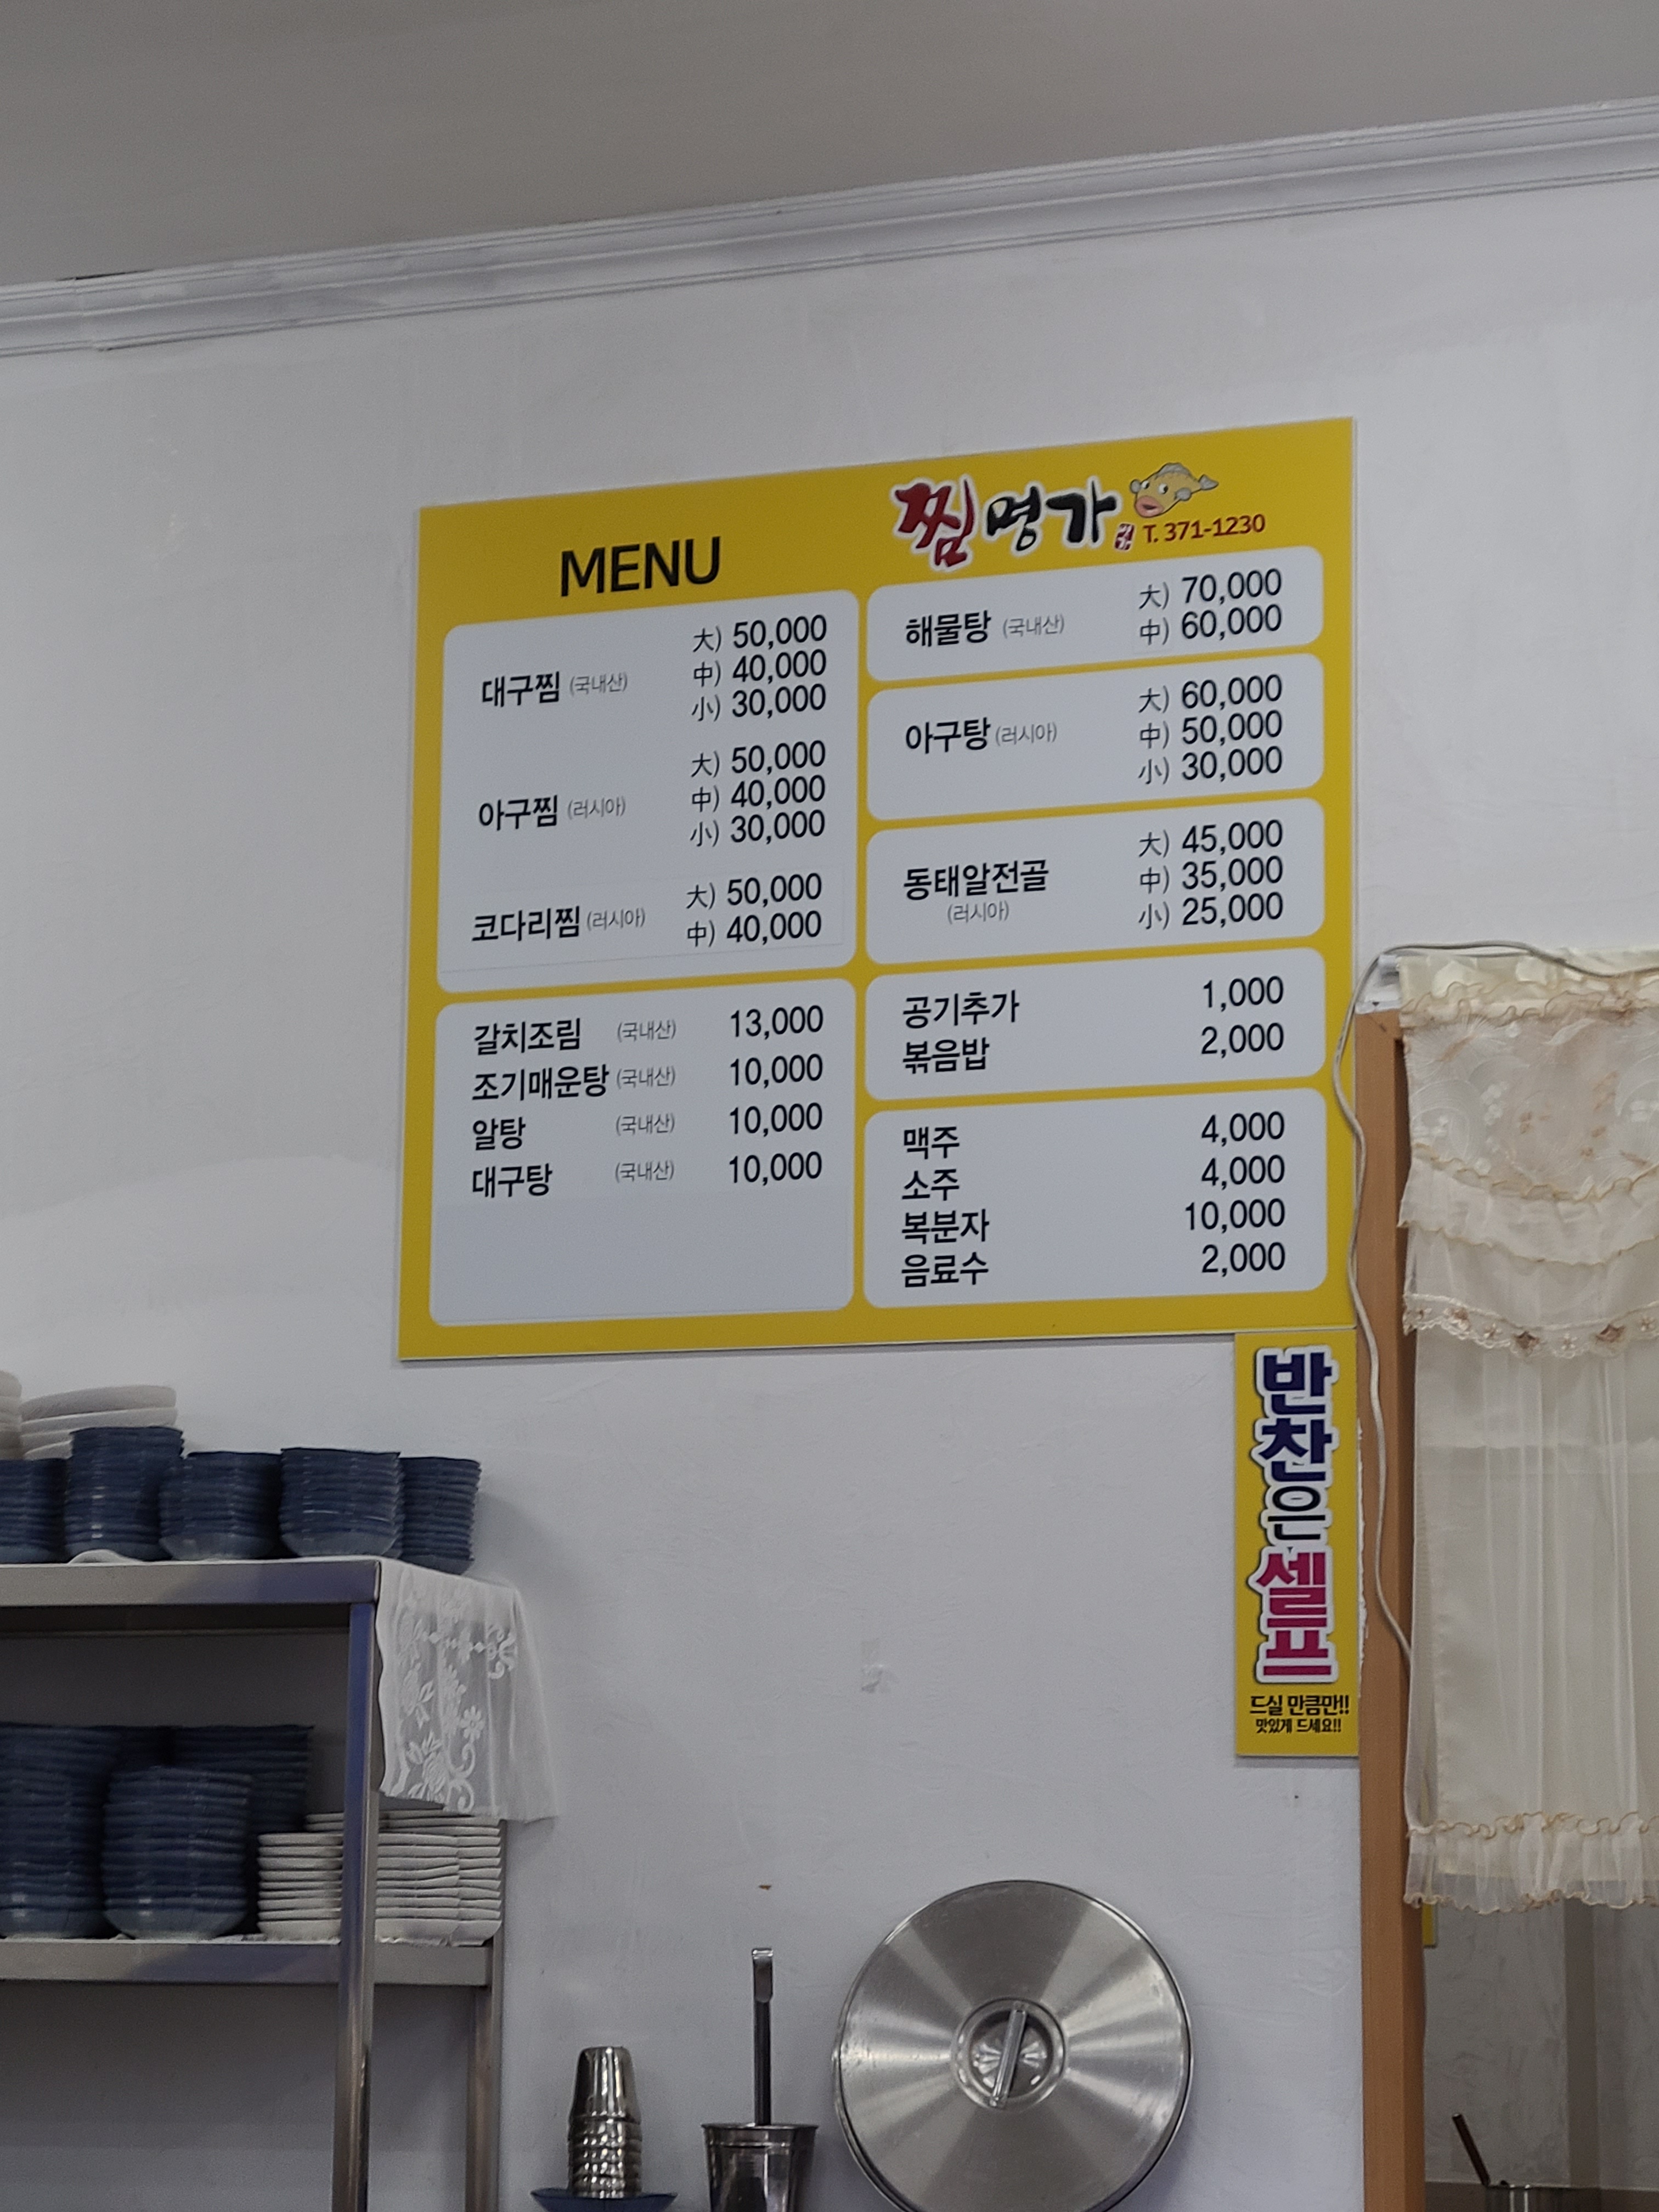 MENU
찜명가
T. 371-1230
대구찜 (국내산) 大) 50,000
中) 40,000
小) 30,000
아구찜 (러시아) 大) 50,000
中) 40,000
小) 30,000
코다리찜 (러시아) 大) 50,000
中) 40,000
갈치조림 (국내산) 13,000
조기매운탕 (국내산) 10,000
알탕 (국내산) 10,000
대구탕 (국내산) 10,000
해물탕 (국내산) 大) 70,000
中) 60,000
아구탕 (러시아) 大) 60,000
中) 50,000
小) 30,000
동태알전골 大) 45,000
(러시아) 中) 35,000
小) 25,000
공기추가 1,000
볶음밥 2,000
맥주 4,000
소주 4,000
복분자 10,000
음료수 2,000
반찬은 셀프
드실 만큼만!!
맛있게 드세요!!